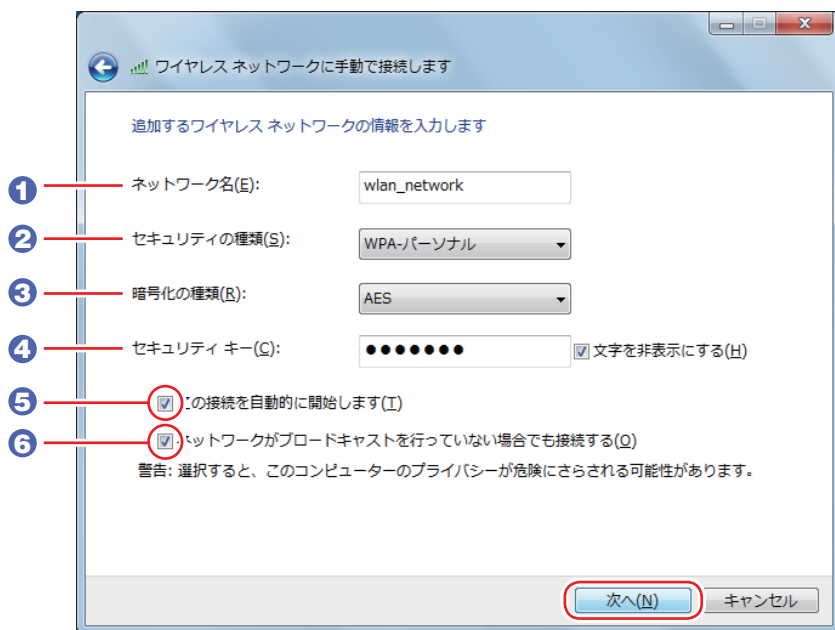 ワイヤレス ネットワークに手動で接続します
追加するワイヤレス ネットワークの情報を入力します
1 ネットワーク名(E): wlan_network
2 セキュリティの種類(S): WPA-パーソナル
3 暗号化の種類(R): AES
4 セキュリティ キー(C): ●●●●●●● 文字を非表示にする(H)
5 この接続を自動的に開始します(T)
6 ネットワークがブロードキャストを行っていない場合でも接続する(O)
警告: 選択すると、このコンピューターのプライバシーが危険にさらされる可能性があります。
次へ(N) キャンセル